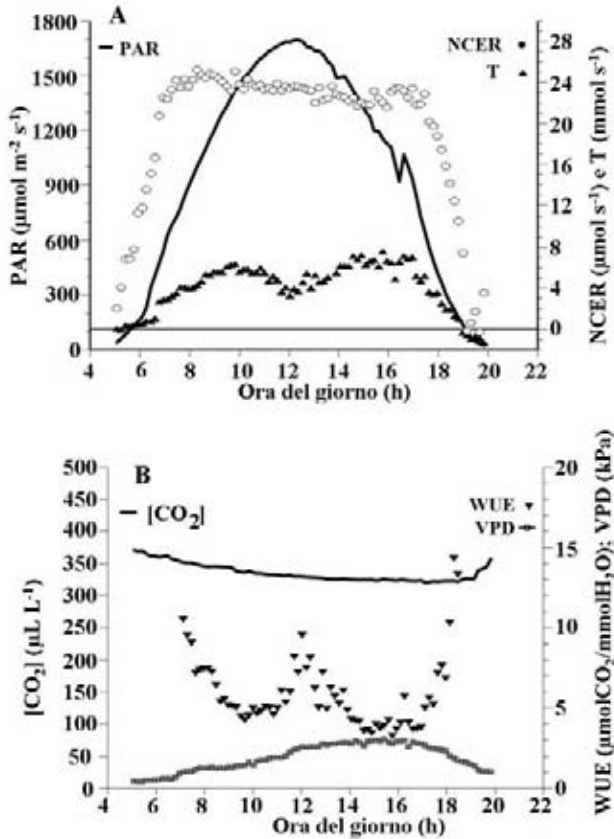 A
PAR
NCER
T
PAR (µmol m⁻² s⁻¹)
1800
1500
1200
900
600
300
0
28
24
20
16
12
8
4
0
NCER (µmol s⁻¹) e T (mmol s⁻¹)
4 6 8 10 12 14 16 18 20 22
Ora del giorno (h)
B
[CO₂]
WUE
VPD
[CO₂] (µL L⁻¹)
500
450
400
350
300
250
200
150
100
50
0
20
15
10
5
0
WUE (µmolCO₂/mmolH₂O); VPD (kPa)
4 6 8 10 12 14 16 18 20 22
Ora del giorno (h)